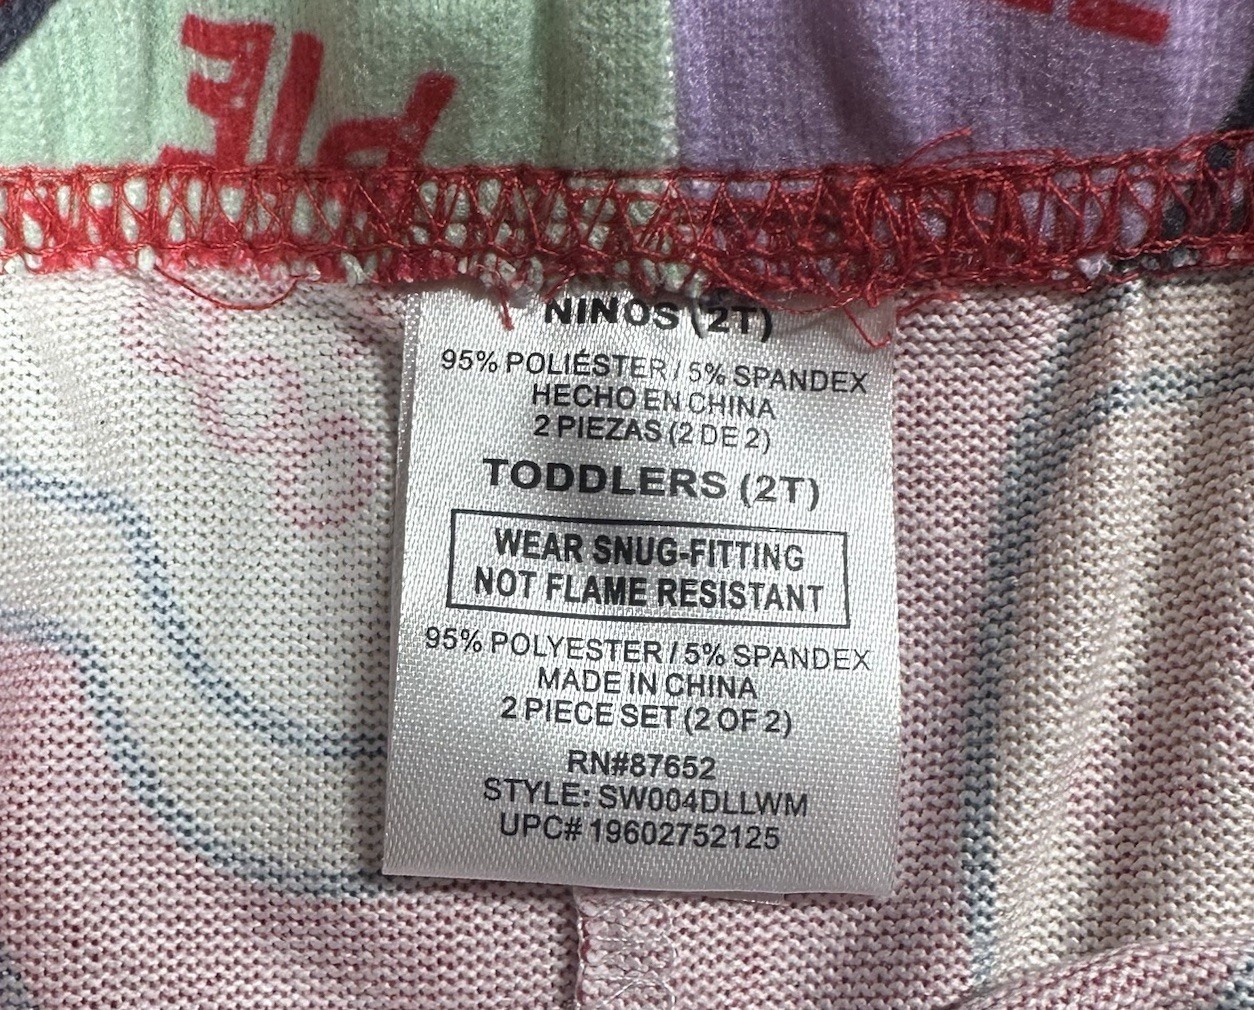 NINOS (2T)
95% POLIÉSTER / 5% SPANDEX
HECHO EN CHINA
2 PIEZAS (2 DE 2)
TODDLERS (2T)
WEAR SNUG-FITTING
NOT FLAME RESISTANT
95% POLYESTER / 5% SPANDEX
MADE IN CHINA
2 PIECE SET (2 OF 2)
RN#87652
STYLE: SW004DLLWM
UPC# 19602752125